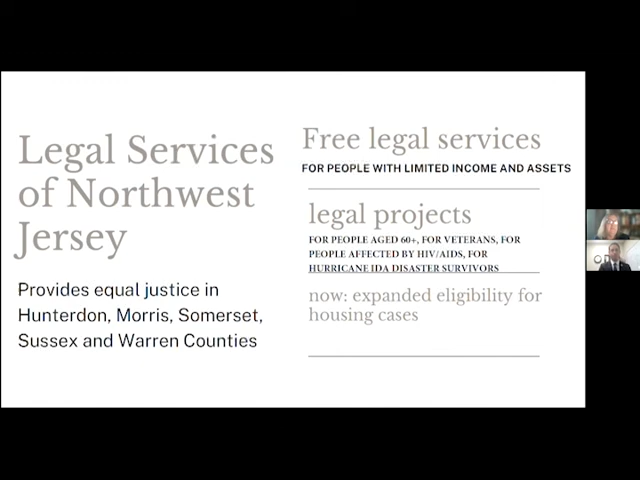 Legal Services
of Northwest
Jersey
Provides equal justice in
Hunterdon, Morris, Somerset,
Sussex and Warren Counties
Free legal services
FOR PEOPLE WITH LIMITED INCOME AND ASSETS
legal projects
FOR PEOPLE AGED 60+, FOR VETERANS, FOR
PEOPLE AFFECTED BY HIV/AIDS, FOR
HURRICANE IDA DISASTER SURVIVORS
now: expanded eligibility for
housing cases